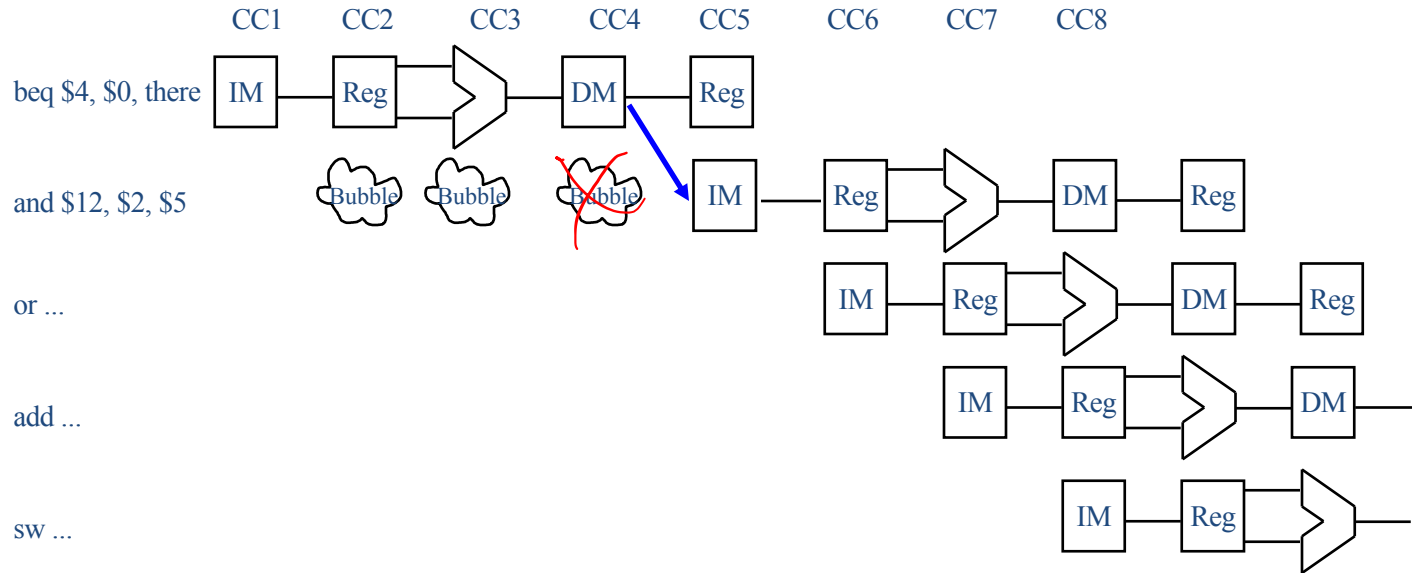 CC1 CC2 CC3 CC4 CC5 CC6 CC7 CC8
beq $4, $0, there IM Reg DM Reg
and $12, $2, $5 Bubble Bubble Bubble IM Reg DM Reg
or ... IM Reg DM Reg
add ... IM Reg DM
sw ... IM Reg